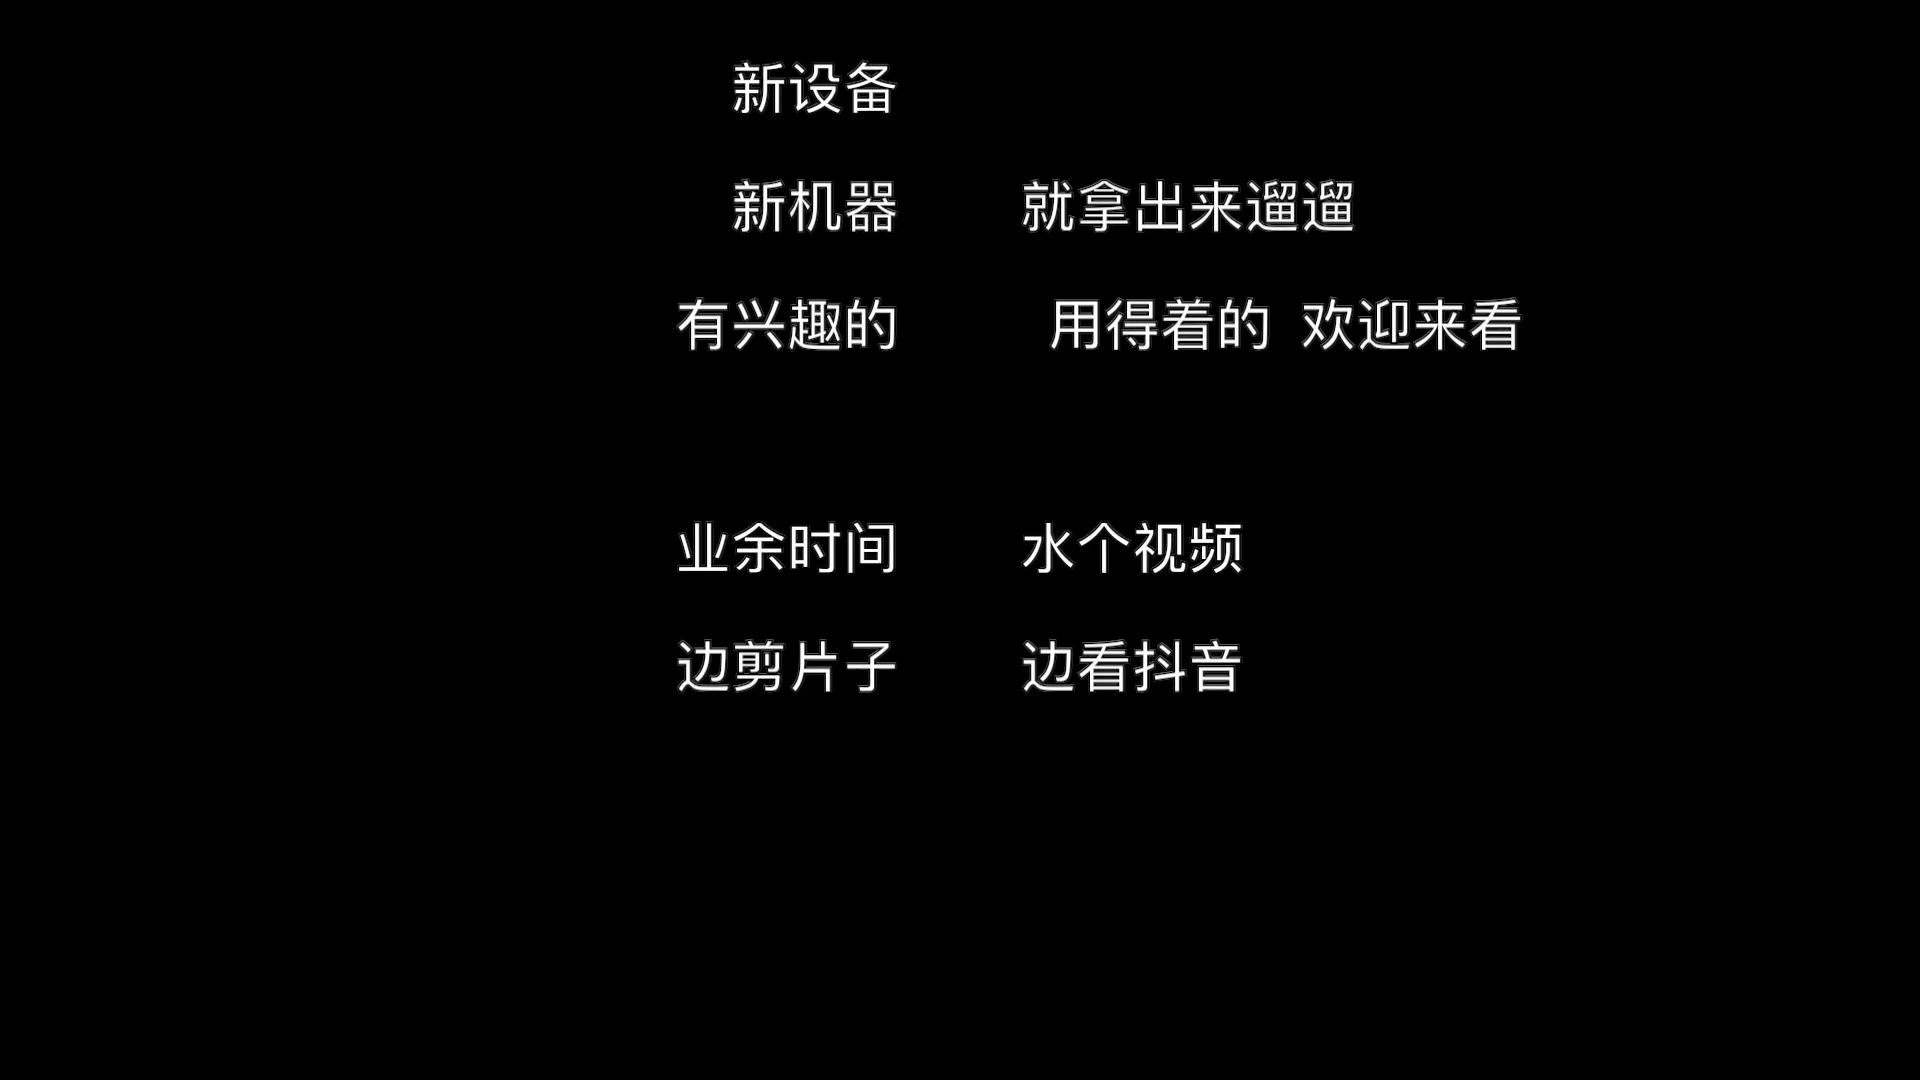 新设备
新机器 就拿出来遛遛
有兴趣的 用得着的 欢迎来看
业余时间 水个视频
边剪片子 边看抖音